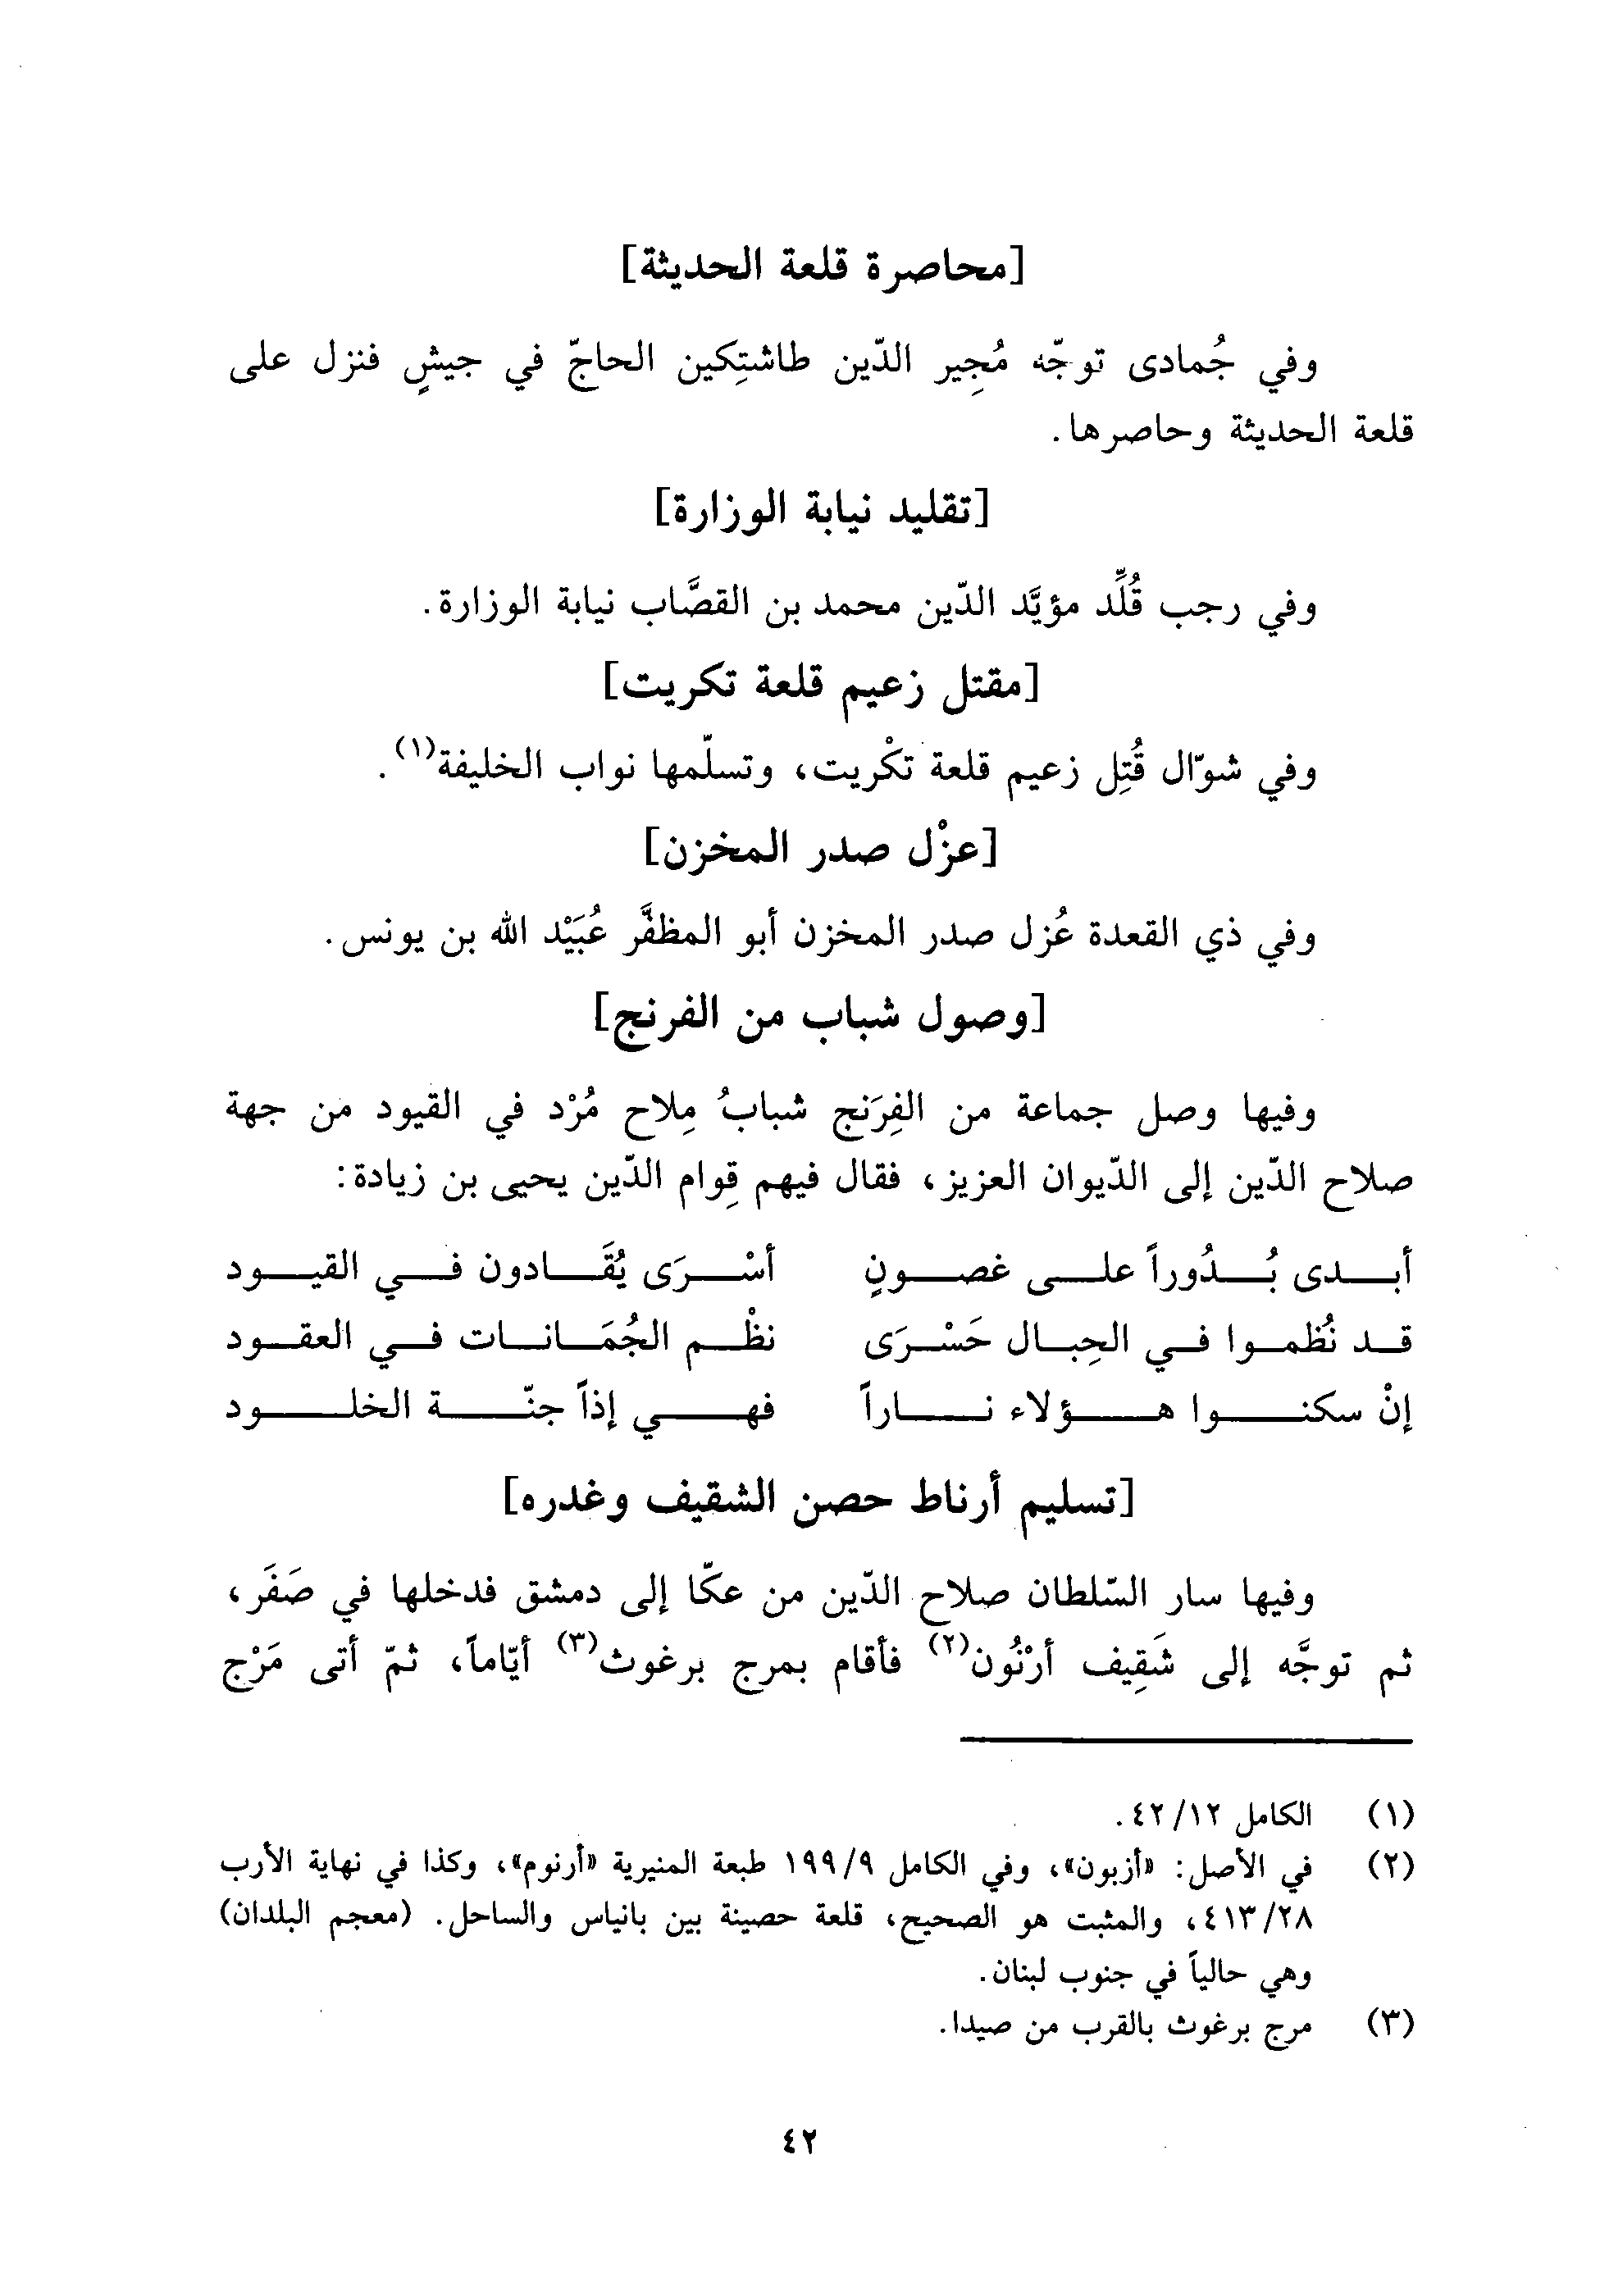 [محاصرة قلعة الحديثة]
وفي جُمادى توجّه مُجِير الدّين طاشتِكين الحاجّ في جيشٍ فنزل على
قلعة الحديثة وحاصرها.
[تقليد نيابة الوزارة]
وفي رجب قُلِّد مؤيَّد الدّين محمد بن القصَّاب نيابة الوزارة.
[مقتل زعيم قلعة تكريت]
وفي شوّال قُتِل زعيم قلعة تكْريت، وتسلّمها نواب الخليفة(١).
[عزْل صدر المخزن]
وفي ذي القعدة عُزل صدر المخزن أبو المظفَّر عُبَيْد الله بن يونس.
[وصول شباب من الفرنج]
وفيها وصل جماعة من الفِرَنج شبابُ مِلاح مُرْد في القيود من جهة
صلاح الدّين إلى الدّيوان العزيز، فقال فيهم قِوام الدّين يحيى بن زيادة:
أبدى بُدُوراً على غصونٍ أسْرَى يُقَادون في القيود
قد نُظموا في الحِبال حَسْرَى نظْم الجُمَانات في العقود
إنْ سكنوا هؤلاء ناراً فهي إذاً جنّة الخلود
[تسليم أرناط حصن الشقيف وغدره]
وفيها سار السّلطان صلاح الدّين من عكّا إلى دمشق فدخلها في صَفَر،
ثم توجَّه إلى شَقِيف أرْنُون(٢) فأقام بمرج برغوث(٣) أيّاماً، ثمّ أتى مَرْج
(١) الكامل ٤٢/١٢.
(٢) في الأصل: «أزبون»، وفي الكامل ١٩٩/٩ طبعة المنيرية «أرنوم»، وكذا في نهاية الأرب
٤١٣/٢٨، والمثبت هو الصحيح، قلعة حصينة بين بانياس والساحل. (معجم البلدان)
وهي حالياً في جنوب لبنان.
(٣) مرج برغوث بالقرب من صيدا.
٤٢